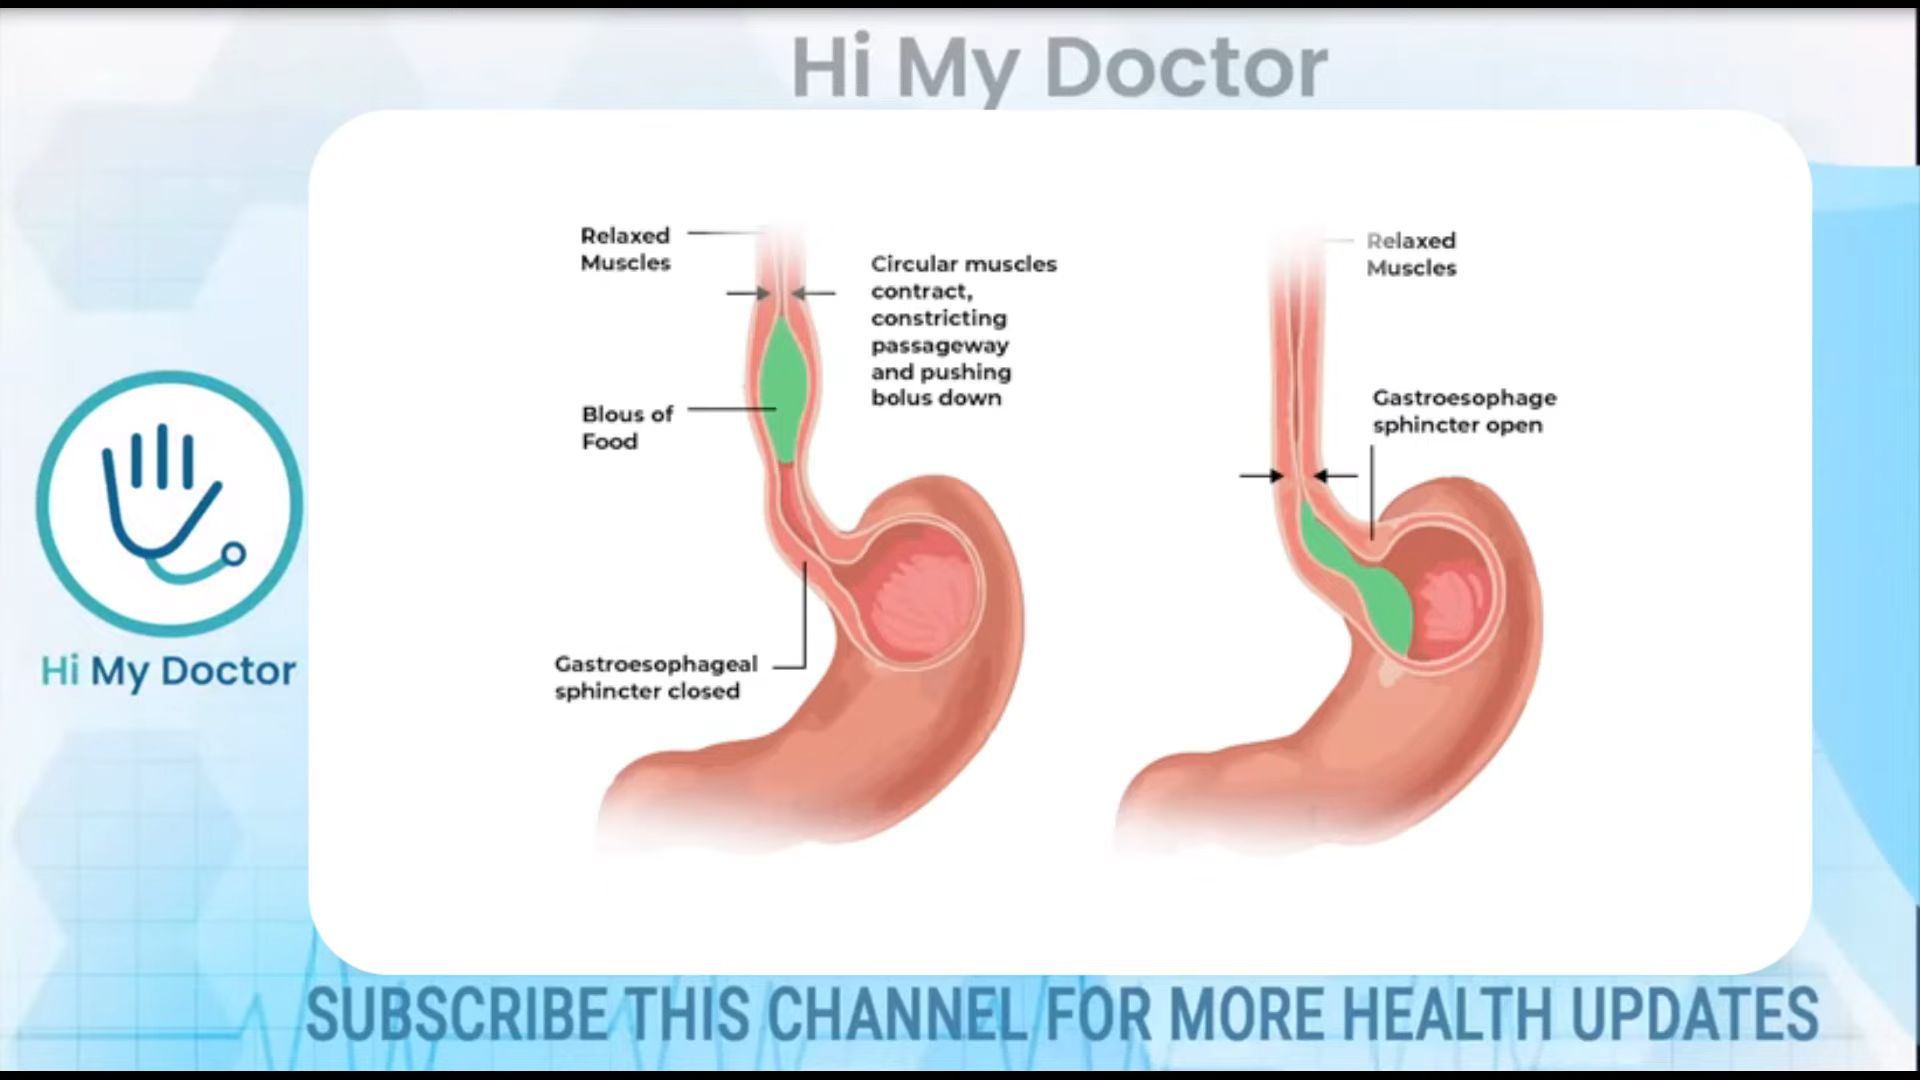 Hi My Doctor
Relaxed
Muscles
Circular muscles
contract,
constricting
passageway
and pushing
bolus down
Blous of
Food
Gastroesophageal
sphincter closed
Relaxed
Muscles
Gastroesophage
sphincter open
Hi My Doctor
SUBSCRIBE THIS CHANNEL FOR MORE HEALTH UPDATES